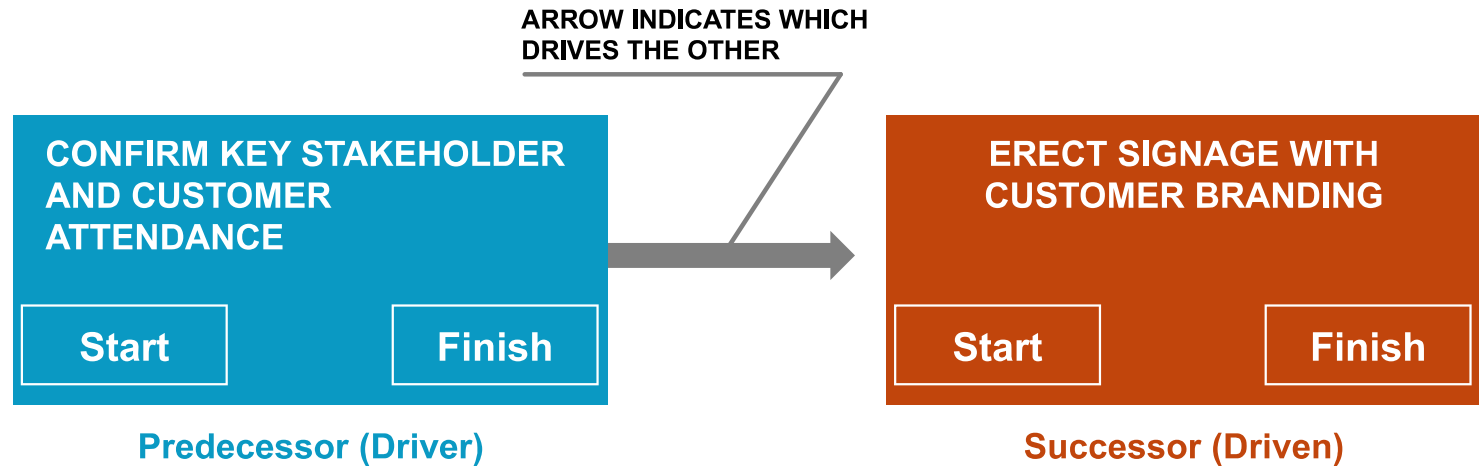 ARROW INDICATES WHICH
DRIVES THE OTHER
CONFIRM KEY STAKEHOLDER
AND CUSTOMER
ATTENDANCE
Start
Finish
Predecessor (Driver)
ERECT SIGNAGE WITH
CUSTOMER BRANDING
Start
Finish
Successor (Driven)